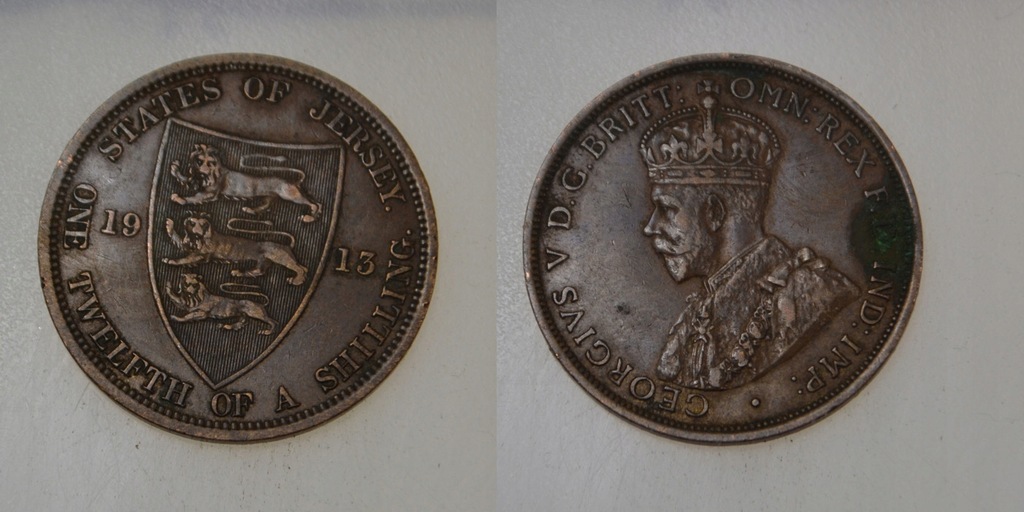 STATES OF JERSEY.
19 13
ONE TWELFTH OF A SHILLING.
GEORGIVS V D.G. BRITT: OMN: REX F.D. IND: IMP: